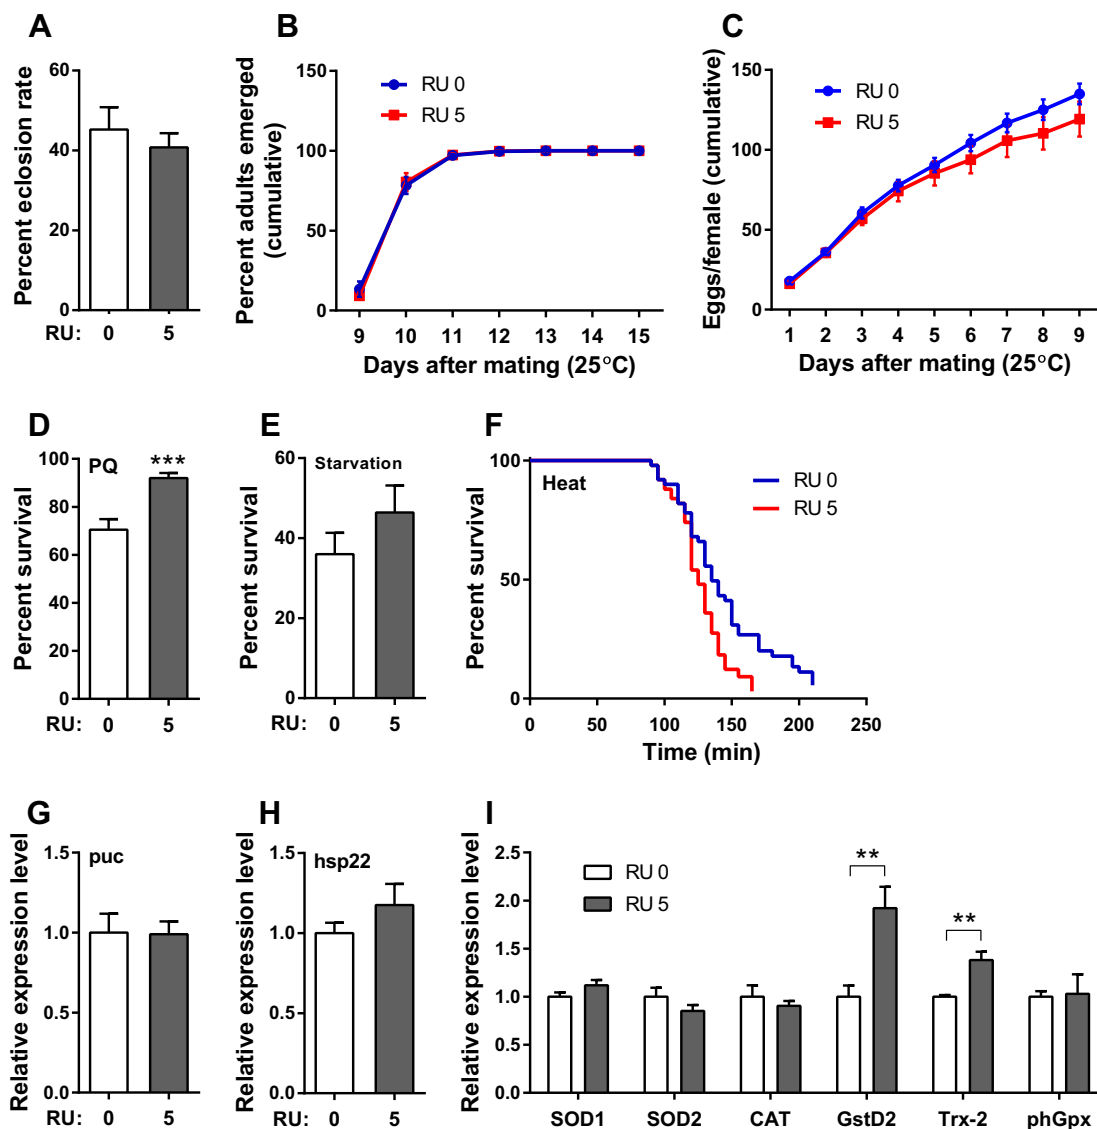 A
Percent eclosion rate
60
40
20
0
RU: 0 5
B
Percent adults emerged
(cumulative)
150
100
50
0
RU 0
RU 5
9 10 11 12 13 14 15
Days after mating (25°C)
C
Eggs/female (cumulative)
150
100
50
0
RU 0
RU 5
1 2 3 4 5 6 7 8 9
Days after mating (25°C)
D
Percent survival
100
80
60
40
20
0
PQ
***
RU: 0 5
E
Percent survival
60
40
20
0
Starvation
RU: 0 5
F
Percent survival
100
50
0
Heat
RU 0
RU 5
0 50 100 150 200 250
Time (min)
G
Relative expression level
1.5
1.0
0.5
0.0
puc
RU: 0 5
H
Relative expression level
1.5
1.0
0.5
0.0
hsp22
RU: 0 5
I
Relative expression level
2.5
2.0
1.5
1.0
0.5
0.0
RU 0
RU 5
**
**
SOD1 SOD2 CAT GstD2 Trx-2 phGpx